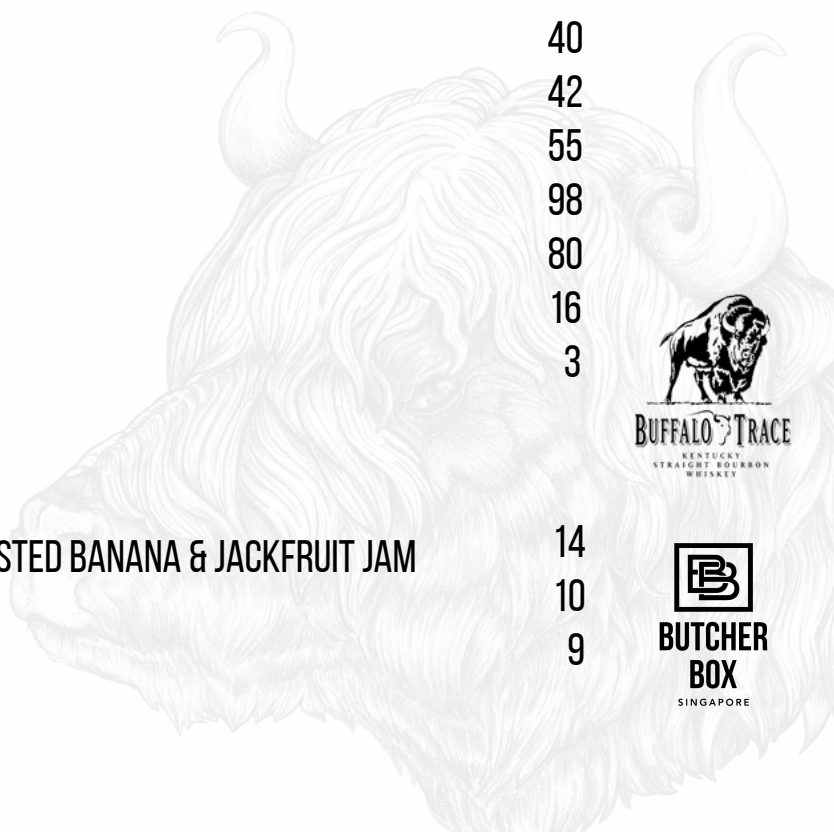 40
42
55
98
80
16
3
BUFFALO TRACE
KENTUCKY
STRAIGHT BOURBON
WHISKEY
STED BANANA & JACKFRUIT JAM
14
10
9
BB
BUTCHER
BOX
SINGAPORE